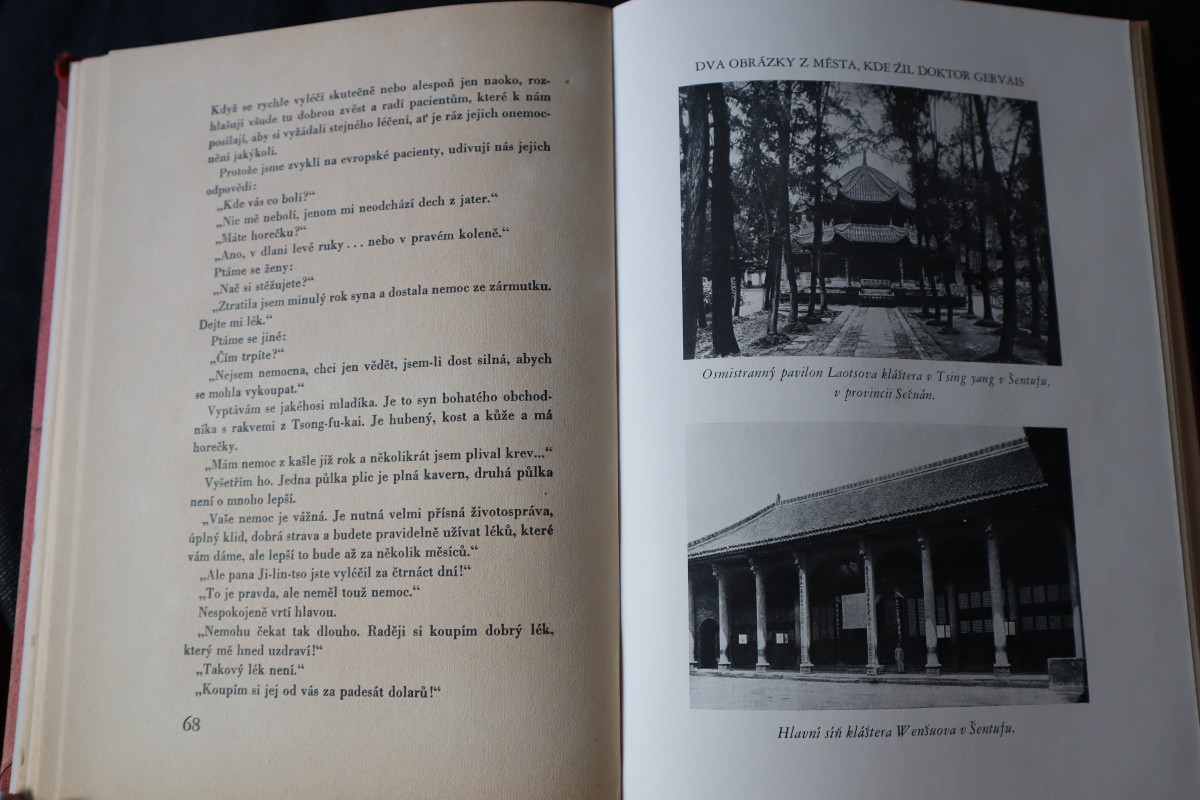 Když se rychle vyléčí skutečně nebo alespoň jen naoko, roz-
hlašují všude tu dobrou zvěst a radí pacientům, které k nám
posílají, aby si vyžádali stejného léčení, ať je ráz jejich onemoc-
nění jakýkoli.
Protože jsme zvyklí na evropské pacienty, udivují nás jejich
odpovědi:
„Kde vás co bolí?“
„Nic mě nebolí, jenom mi neodchází dech z jater.“
„Máte horečku?“
„Ano, v dlani levé ruky... nebo v pravém koleně.“
Ptáme se ženy:
„Nač si stěžujete?“
„Ztratila jsem minulý rok syna a dostala nemoc ze zármutku.
Dejte mi lék.“
Ptáme se jiné:
„Čím trpíte?“
„Nejsem nemocna, chci jen vědět, jsem-li dost silná, abych
se mohla vykoupat.“
Vyptávám se jakéhosi mladíka. Je to syn bohatého obchod-
níka s rakvemi z Tsong-fu-kai. Je hubený, kost a kůže a má
horečky.
„Mám nemoc z kašle již rok a několikrát jsem plival krev...“
Vyšetřím ho. Jedna půlka plic je plná kavern, druhá půlka
není o mnoho lepší.
„Vaše nemoc je vážná. Je nutná velmi přísná životospráva,
úplný klid, dobrá strava a budete pravidelně užívat léků, které
vám dáme, ale lepší to bude až za několik měsíců.“
„Ale pana Ji-lin-tso jste vyléčil za čtrnáct dní!“
„To je pravda, ale neměl touž nemoc.“
Nespokojeně vrtí hlavou.
„Nemohu čekat tak dlouho. Raději si koupím dobrý lék,
který mě hned uzdraví!“
„Takový lék není.“
„Koupím si jej od vás za padesát dolarů!“
68
DVA OBRÁZKY Z MĚSTA, KDE ŽIL DOKTOR GERVAIS
Osmistranný pavilon Laotsova kláštera v Tsing yang v Šentufu,
v provincii Sečuán.
Hlavní síň kláštera Wenšuova v Šentufu.